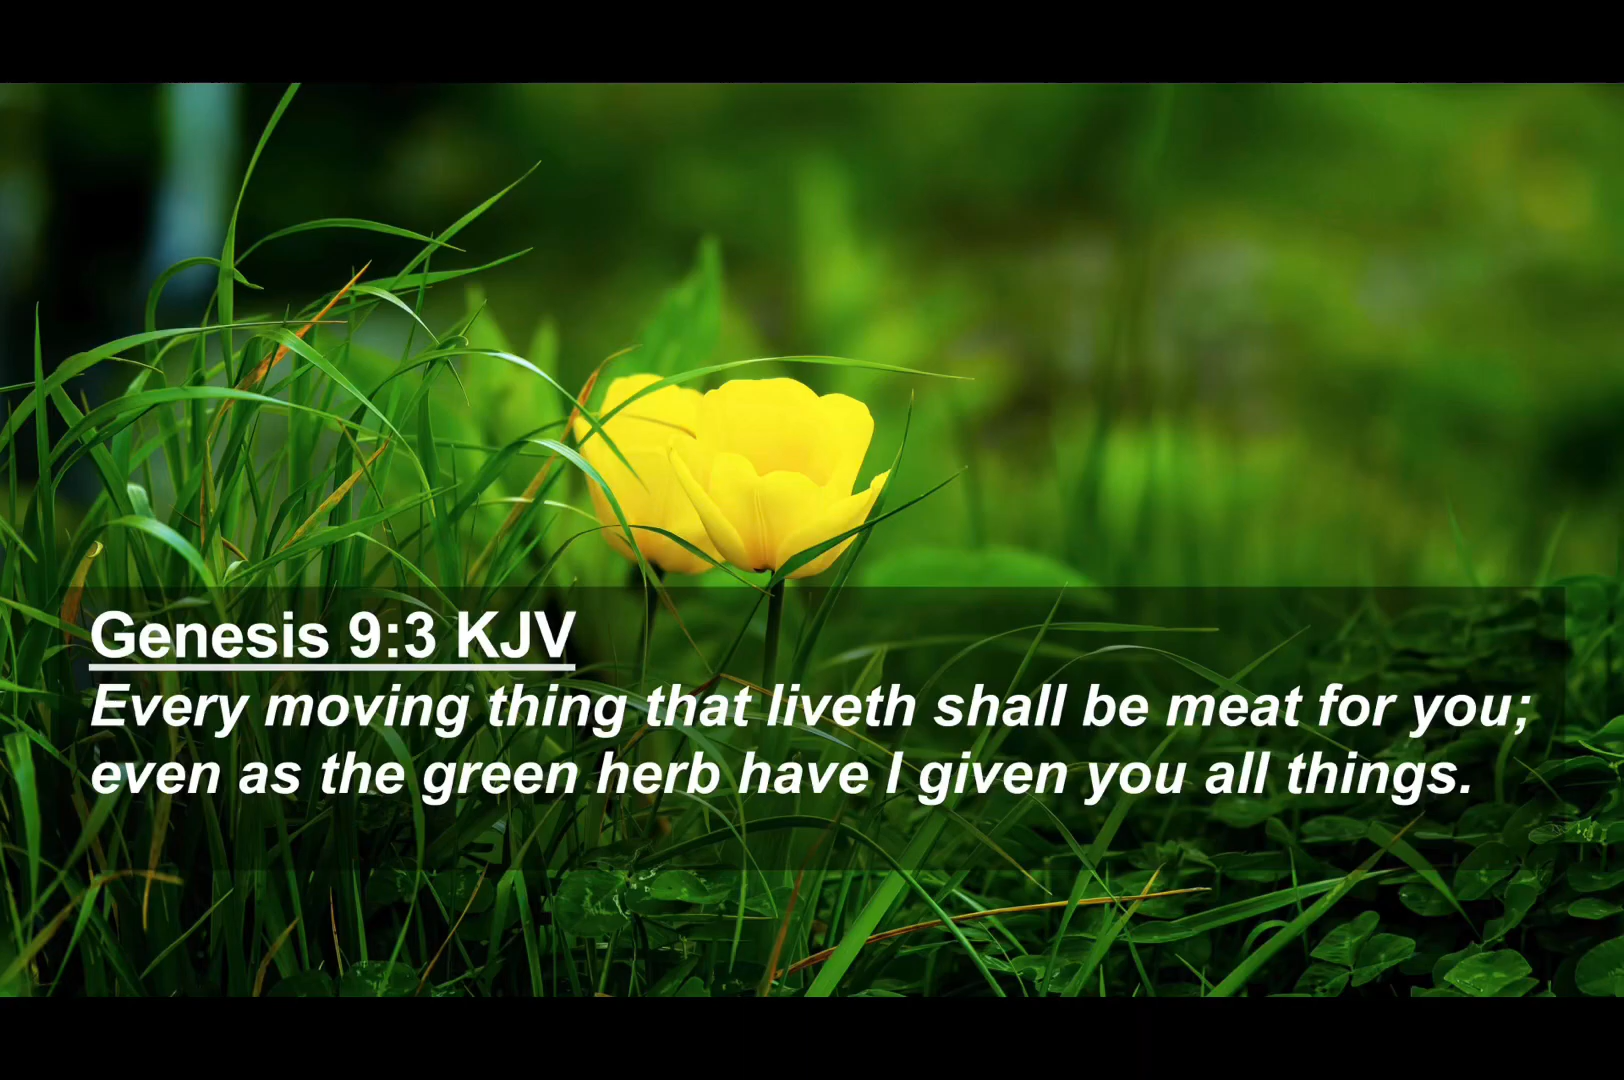 Genesis 9:3 KJV
Every moving thing that liveth shall be meat for you;
even as the green herb have I given you all things.